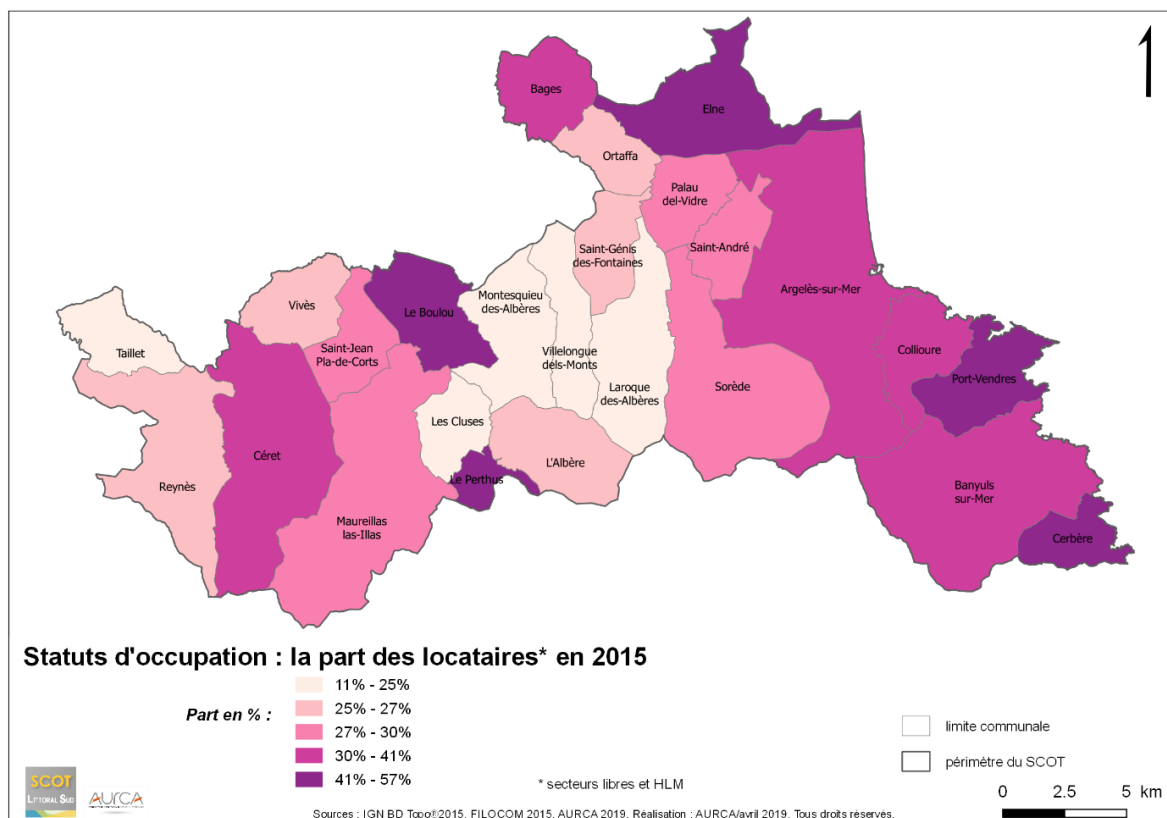 Bages
Elne
Ortaffa
Palau
del-Vidre
Saint-Génis
des-Fontaines
Saint-André
Argelès-sur-Mer
Montesquieu
des-Albères
Vivès
Le Boulou
Taillet
Saint-Jean
Pla-de-Corts
Villelongue
dels-Monts
Collioure
Port-Vendres
Laroque
des-Albères
Sorède
Les Cluses
Céret
L'Albère
Le Perthus
Reynès
Banyuls
sur-Mer
Maureillas
las-Illas
Cerbère
Statuts d'occupation : la part des locataires* en 2015
Part en % :
11% - 25%
25% - 27%
27% - 30%
30% - 41%
41% - 57%
limite communale
périmètre du SCOT
* secteurs libres et HLM
SCOT
LITTORAL SUD
AURCA
0 2.5 5 km
Sources : IGN BD Topo®2015, FILOCOM 2015, AURCA 2019. Réalisation : AURCA/avril 2019. Tous droits réservés.